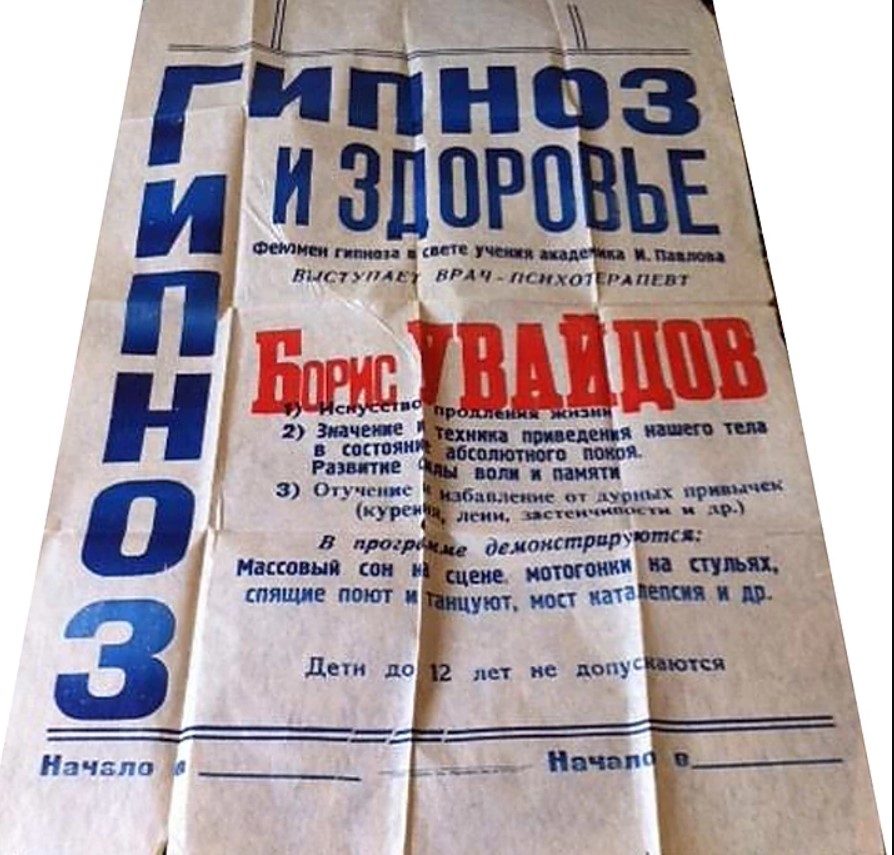 ГИПНОЗ
ГИПНОЗ
И ЗДОРОВЬЕ
Феномен гипноза в свете учения академика И. Павлова
ВЫСТУПАЕТ ВРАЧ-ПСИХОТЕРАПЕВТ
Борис УВАЙДОВ
1) Искусство продления жизни
2) Значение и техника приведения нашего тела
в состояние абсолютного покоя.
Развитие силы воли и памяти
3) Отучение и избавление от дурных привычек
(курения, лени, застенчивости и др.)
В программе демонстрируются:
Массовый сон на сцене, мотогонки на стульях,
спящие поют и танцуют, мост каталепсия и др.
Дети до 12 лет не допускаются
Начало в Начало в